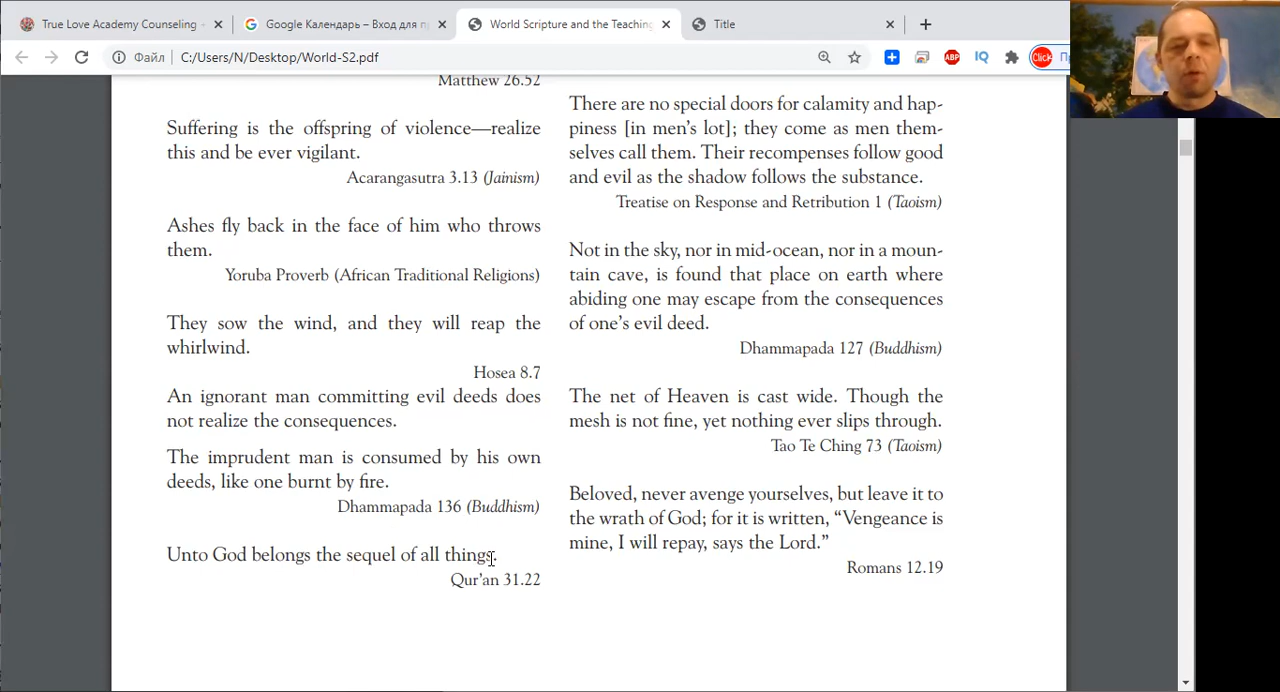 True Love Academy Counseling
Google Календарь – Вход для п
World Scripture and the Teaching
Title
Файл
C:/Users/N/Desktop/WorldS2.pdf
ABP
IQ
Click
Matthew 26.52
Suffering is the offspring of violence—realize
this and be ever vigilant.
Acarangasutra 3.13 (Jainism)
Ashes fly back in the face of him who throws
them.
Yoruba Proverb (African Traditional Religions)
They sow the wind, and they will reap the
whirlwind.
Hosea 8.7
An ignorant man committing evil deeds does
not realize the consequences.
The imprudent man is consumed by his own
deeds, like one burnt by fire.
Dhammapada 136 (Buddhism)
Unto God belongs the sequel of all things.
Qur’an 31.22
There are no special doors for calamity and hap-
piness [in men’s lot]; they come as men them-
selves call them. Their recompenses follow good
and evil as the shadow follows the substance.
Treatise on Response and Retribution 1 (Taoism)
Not in the sky, nor in mid-ocean, nor in a moun-
tain cave, is found that place on earth where
abiding one may escape from the consequences
of one’s evil deed.
Dhammapada 127 (Buddhism)
The net of Heaven is cast wide. Though the
mesh is not fine, yet nothing ever slips through.
Tao Te Ching 73 (Taoism)
Beloved, never avenge yourselves, but leave it to
the wrath of God; for it is written, “Vengeance is
mine, I will repay, says the Lord.”
Romans 12.19